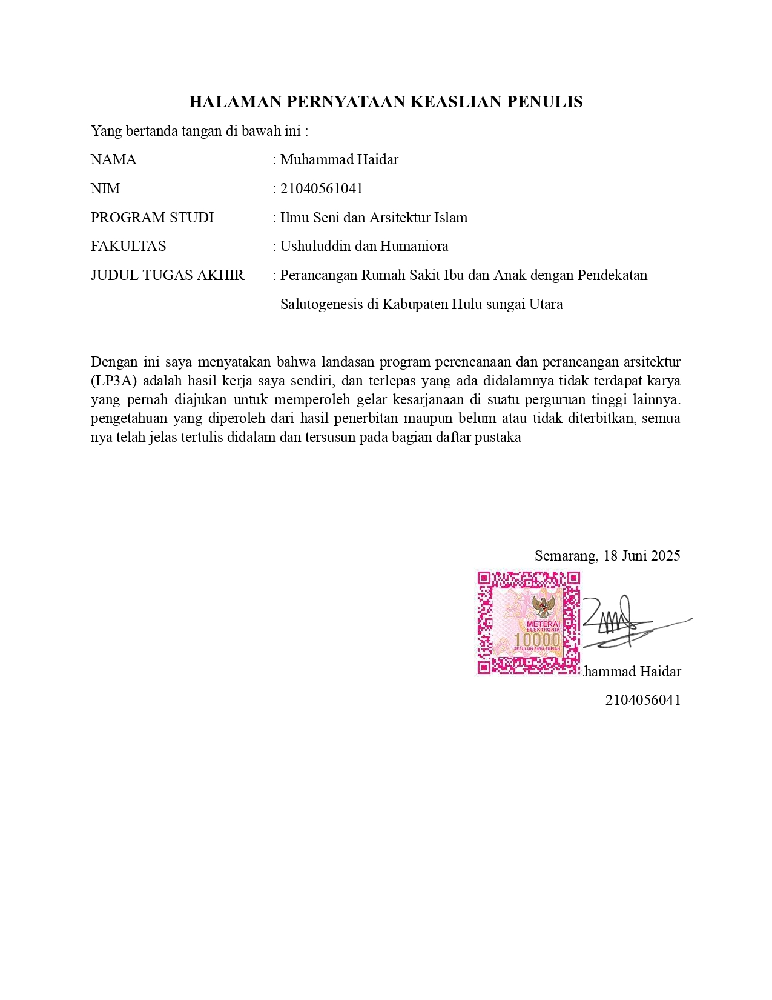 HALAMAN PERNYATAAN KEASLIAN PENULIS
Yang bertanda tangan di bawah ini :
NAMA : Muhammad Haidar
NIM : 21040561041
PROGRAM STUDI : Ilmu Seni dan Arsitektur Islam
FAKULTAS : Ushuluddin dan Humaniora
JUDUL TUGAS AKHIR : Perancangan Rumah Sakit Ibu dan Anak dengan Pendekatan
Salutogenesis di Kabupaten Hulu sungai Utara
Dengan ini saya menyatakan bahwa landasan program perencanaan dan perancangan arsitektur
(LP3A) adalah hasil kerja saya sendiri, dan terlepas yang ada didalamnya tidak terdapat karya
yang pernah diajukan untuk memperoleh gelar kesarjanaan di suatu perguruan tinggi lainnya.
pengetahuan yang diperoleh dari hasil penerbitan maupun belum atau tidak diterbitkan, semua
nya telah jelas tertulis didalam dan tersusun pada bagian daftar pustaka
Semarang, 18 Juni 2025
METERAI
ELEKTRONIK
10000
SEPULUH RIBU RUPIAH
hammad Haidar
2104056041